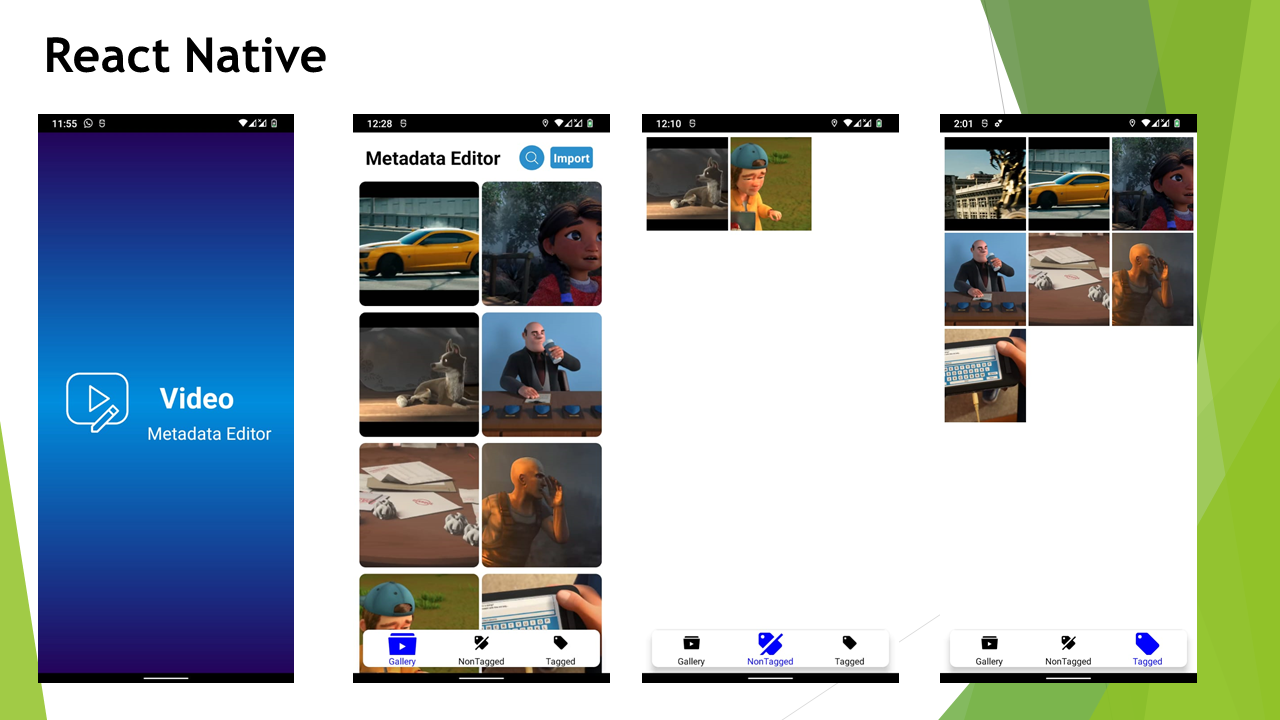 React Native
11:55
Video
Metadata Editor
12:28
Metadata Editor
Import
Gallery
NonTagged
Tagged
12:10
Gallery
NonTagged
Tagged
2:01
Gallery
NonTagged
Tagged